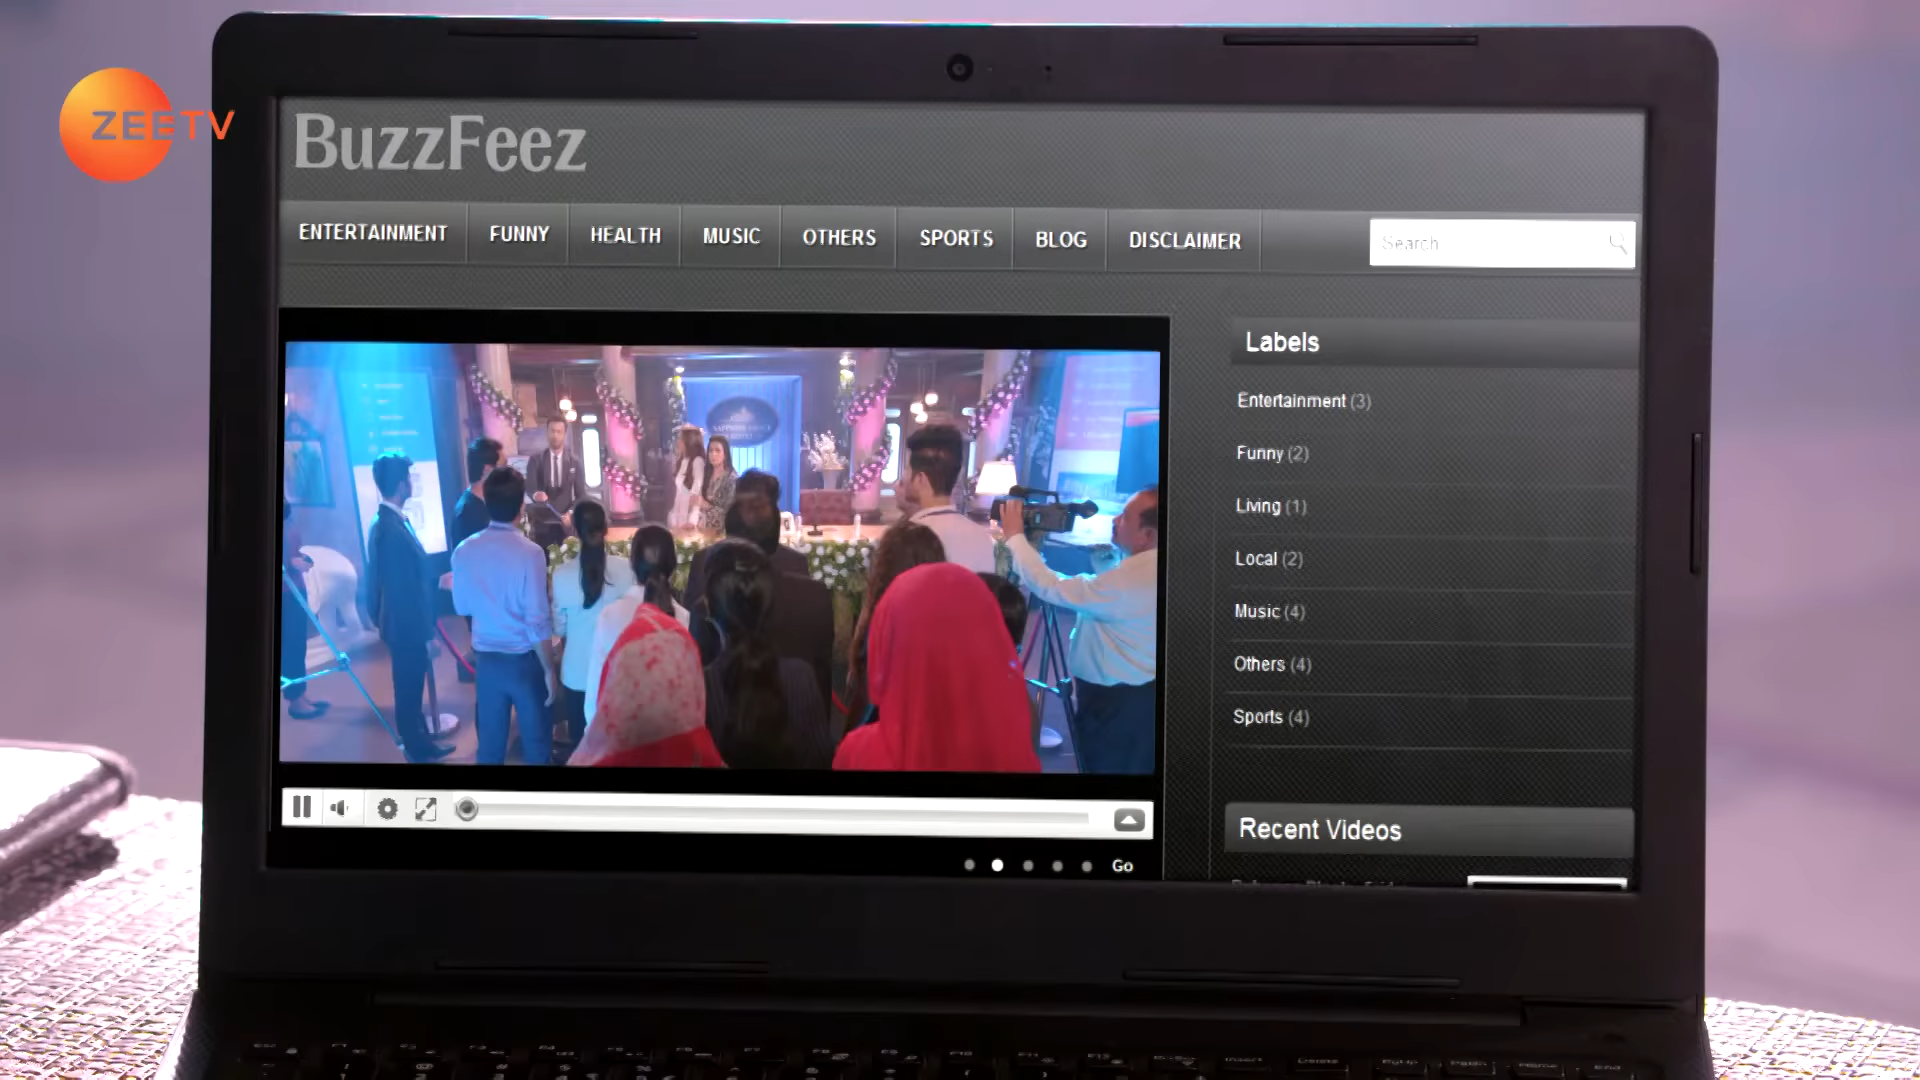 ZEETV
BuzzFeez
ENTERTAINMENT FUNNY HEALTH MUSIC OTHERS SPORTS BLOG DISCLAIMER Search
Labels
Entertainment (3)
Funny (2)
Living (1)
Local (2)
Music (4)
Others (4)
Sports (4)
Recent Videos
Go